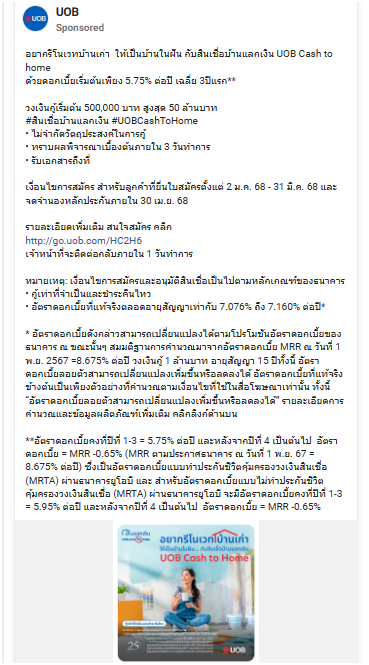 UOB
Sponsored
อยากรีโนเวทบ้านเก่า ให้เป็นบ้านในฝัน กับสินเชื่อบ้านแลกเงิน UOB Cash to
home
ด้วยดอกเบี้ยเริ่มต้นเพียง 5.75% ต่อปี เฉลี่ย 3ปีแรก**
วงเงินกู้เริ่มต้น 500,000 บาท สูงสุด 50 ล้านบาท
#สินเชื่อบ้านแลกเงิน #UOBCashToHome
• ไม่จำกัดวัตถุประสงค์ในการกู้
• ทราบผลพิจารณาเบื้องต้นภายใน 3 วันทำการ
• รับเอกสารถึงที่
เงื่อนไขการสมัคร สำหรับลูกค้าที่ยื่นใบสมัครตั้งแต่ 2 ม.ค. 68 - 31 มี.ค. 68 และ
จดจำนองหลักประกันภายใน 30 เม.ย. 68
รายละเอียดเพิ่มเติม สนใจสมัคร คลิก
http://go.uob.com/HC2H6
เจ้าหน้าที่จะติดต่อกลับภายใน 1 วันทำการ
หมายเหตุ: เงื่อนไขการสมัครและอนุมัติสินเชื่อเป็นไปตามหลักเกณฑ์ของธนาคาร
• กู้เท่าที่จำเป็นและชำระคืนไหว
• อัตราดอกเบี้ยที่แท้จริงตลอดอายุสัญญาเท่ากับ 7.076% ถึง 7.160% ต่อปี*
* อัตราดอกเบี้ยดังกล่าวสามารถเปลี่ยนแปลงได้ตามโปรโมชันอัตราดอกเบี้ยของ
ธนาคาร ณ ขณะนั้นๆ สมมติฐานการคำนวณมาจากอัตราดอกเบี้ย MRR ณ วันที่ 1
พ.ย. 2567 =8.675% ต่อปี วงเงินกู้ 1 ล้านบาท อายุสัญญา 15 ปีทั้งนี้ อัตรา
ดอกเบี้ยลอยตัวสามารถเปลี่ยนแปลงเพิ่มขึ้นหรือลดลงได้ อัตราดอกเบี้ยที่แท้จริง
ข้างต้นเป็นเพียงตัวอย่างที่คำนวณตามเงื่อนไขที่ใช้ในสื่อโฆษณาเท่านั้น ทั้งนี้
"อัตราดอกเบี้ยลอยตัวสามารถเปลี่ยนแปลงเพิ่มขึ้นหรือลดลงได้" รายละเอียดการ
คำนวณและข้อมูลผลิตภัณฑ์เพิ่มเติม คลิกลิงก์ด้านบน
**อัตราดอกเบี้ยคงที่ปีที่ 1-3 = 5.75% ต่อปี และหลังจากปีที่ 4 เป็นต้นไป อัตรา
ดอกเบี้ย = MRR -0.65% (MRR ตามประกาศธนาคาร ณ วันที่ 1 พ.ย. 67 =
8.675% ต่อปี) ซึ่งเป็นอัตราดอกเบี้ยแบบทำประกันชีวิตคุ้มครองวงเงินสินเชื่อ
(MRTA) ผ่านธนาคารยูโอบี และ สำหรับอัตราดอกเบี้ยแบบไม่ทำประกันชีวิต
คุ้มครองวงเงินสินเชื่อ (MRTA) ผ่านธนาคารยูโอบี จะมีอัตราดอกเบี้ยคงที่ปีที่ 1-3
= 5.95% ต่อปี และหลังจากปีที่ 4 เป็นต้นไป อัตราดอกเบี้ย = MRR -0.65%
อยากรีโนเวทบ้านเก่า
ให้เป็นบ้านในฝัน... กับสินเชื่อบ้านแลกเงิน
UOB Cash to Home
25
UOB